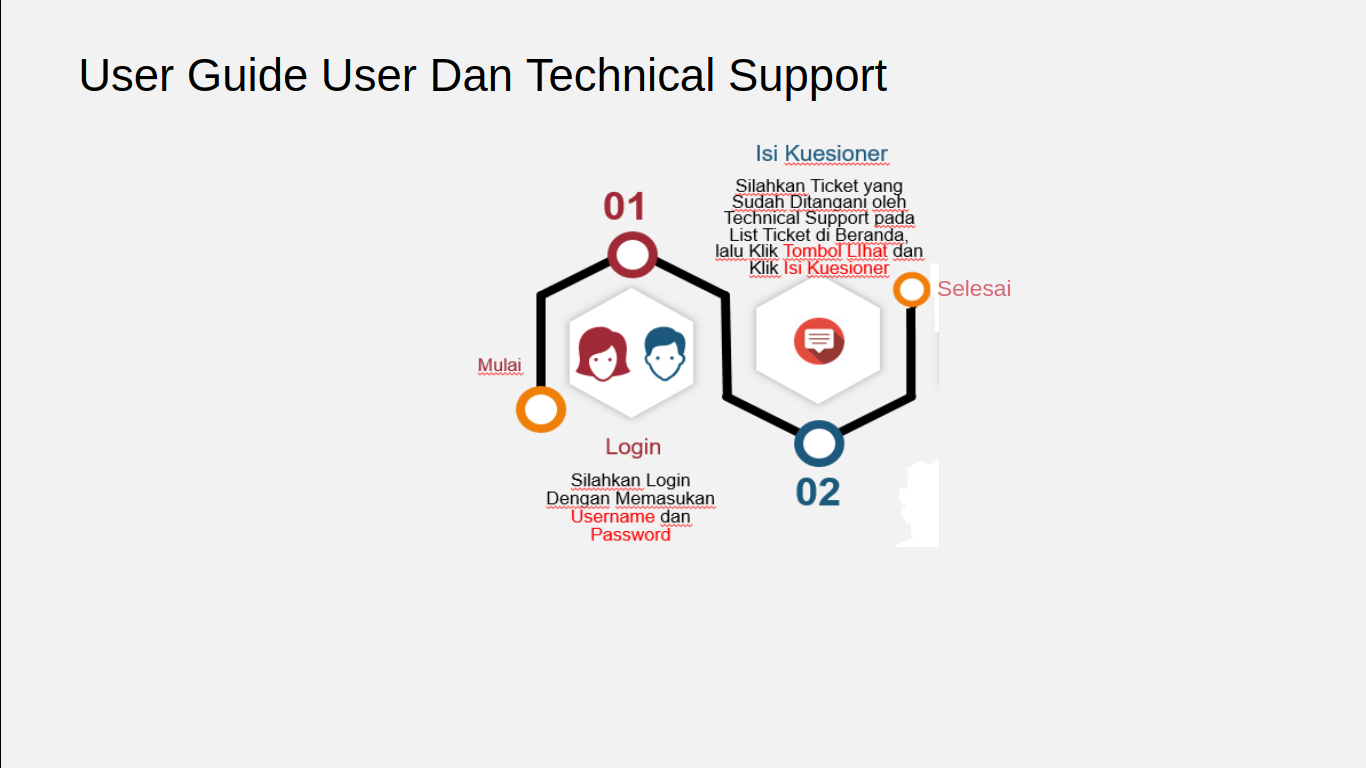 User Guide User Dan Technical Support
Mulai
01
Login
Silahkan Login
Dengan Memasukan
Username dan
Password
Isi Kuesioner
Silahkan Ticket yang
Sudah Ditangani oleh
Technical Support pada
List Ticket di Beranda,
lalu Klik Tombol LIhat dan
Klik Isi Kuesioner
02
Selesai